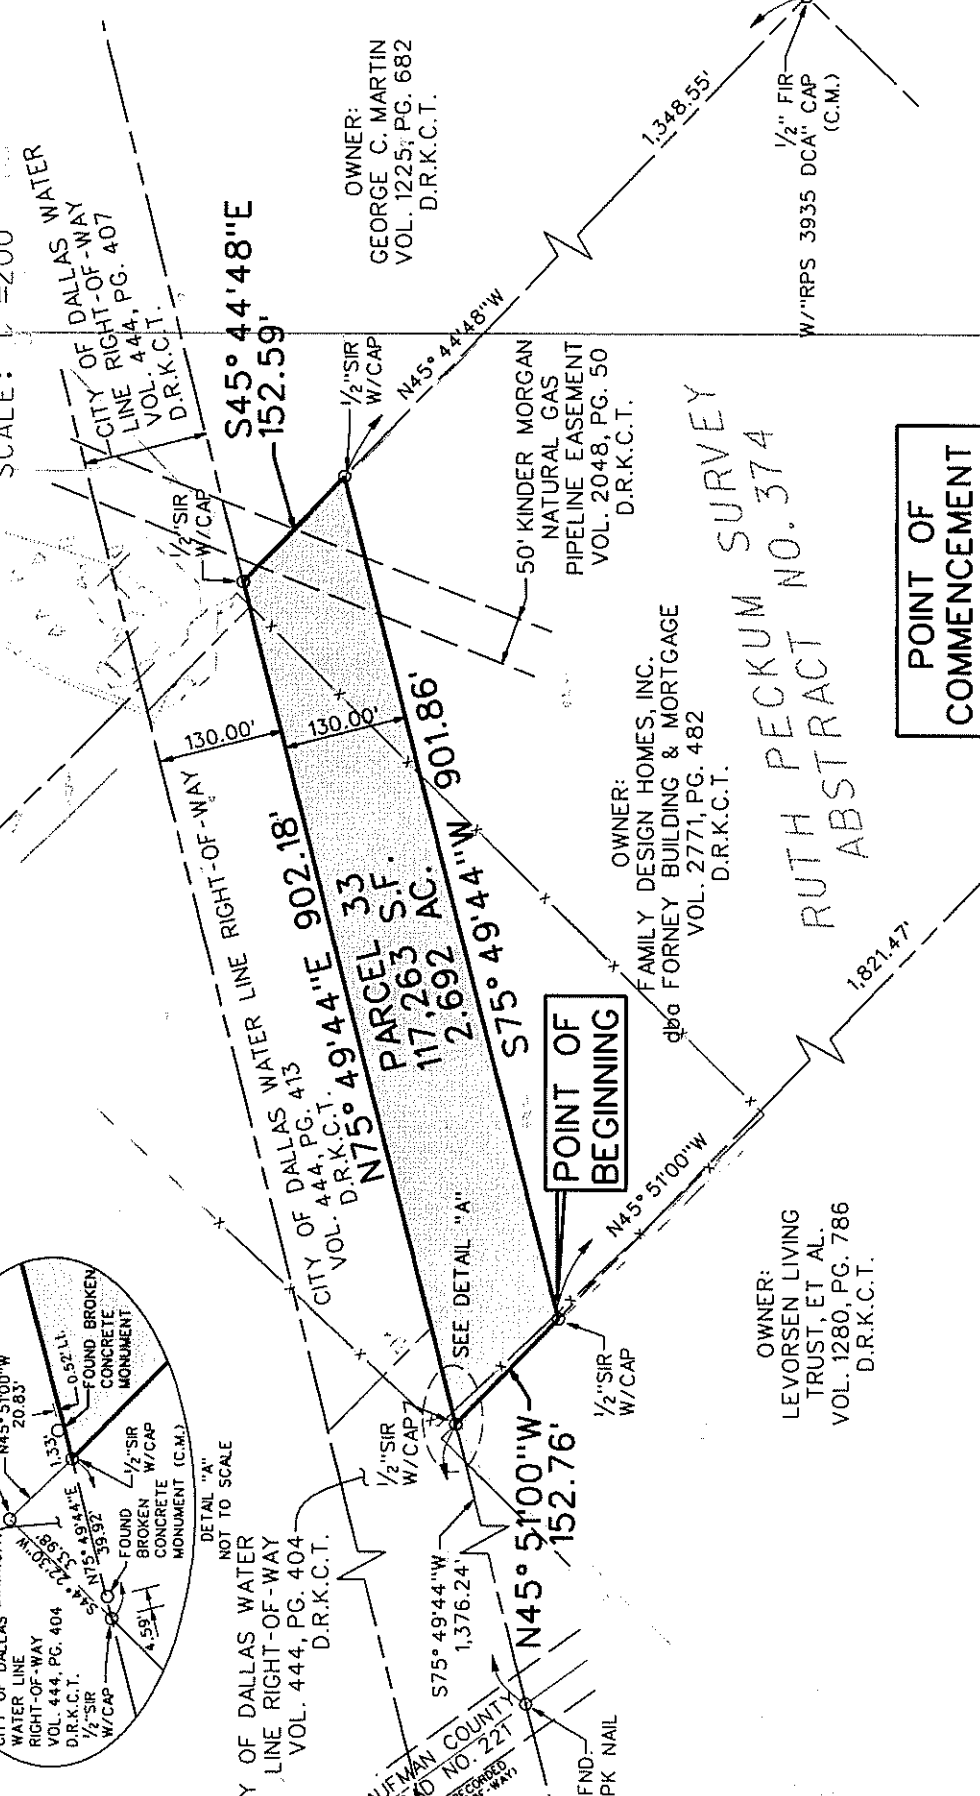 SCALE: 1"=200'
CITY OF DALLAS WATER
LINE RIGHT-OF-WAY
VOL. 444, PG. 407
D.R.K.C.T.
OWNER:
GEORGE C. MARTIN
VOL. 1225, PG. 682
D.R.K.C.T.
S45°44'48"E
152.59'
1/2"SIR
W/CAP
1/2"SIR
W/CAP
N45°44'48"W
1,348.55'
1/2" FIR
W/"RPS 3935 DCA" CAP
(C.M.)
50' KINDER MORGAN
NATURAL GAS
PIPELINE EASEMENT
VOL. 2048, PG. 50
D.R.K.C.T.
RUTH PECKUM SURVEY
ABSTRACT NO. 374
POINT OF
COMMENCEMENT
130.00'
130.00'
CITY OF DALLAS WATER LINE RIGHT-OF-WAY
VOL. 444, PG. 413
D.R.K.C.T.
N75°49'44"E 902.18'
PARCEL 33
117,263 S.F.
2.692 AC.
S75°49'44"W 901.86'
OWNER:
FAMILY DESIGN HOMES, INC.
dba FORNEY BUILDING & MORTGAGE
VOL. 2771, PG. 482
D.R.K.C.T.
1,821.47'
POINT OF
BEGINNING
N45°51'00"W
SEE DETAIL "A"
1/2"SIR
W/CAP
1/2"SIR
W/CAP
N45°51'00"W
152.76'
OWNER:
LEVORSEN LIVING
TRUST, ET AL.
VOL. 1280, PG. 786
D.R.K.C.T.
S75°49'44"W
1,376.24'
Y OF DALLAS WATER
LINE RIGHT-OF-WAY
VOL. 444, PG. 404
D.R.K.C.T.
UFMAN COUNTY
D NO. 221
FND.
PK NAIL
N45°51'00"W
20.83'
0.52' LT.
FOUND BROKEN
CONCRETE
MONUMENT
1.33'
1/2"SIR
W/CAP
N75°49'44"E
39.92'
S44°22'30"W
33.98'
FOUND
BROKEN
CONCRETE
MONUMENT (C.M.)
4.59'
WATER LINE
RIGHT-OF-WAY
VOL. 444, PG. 404
D.R.K.C.T.
1/2"SIR
W/CAP
DETAIL "A"
NOT TO SCALE